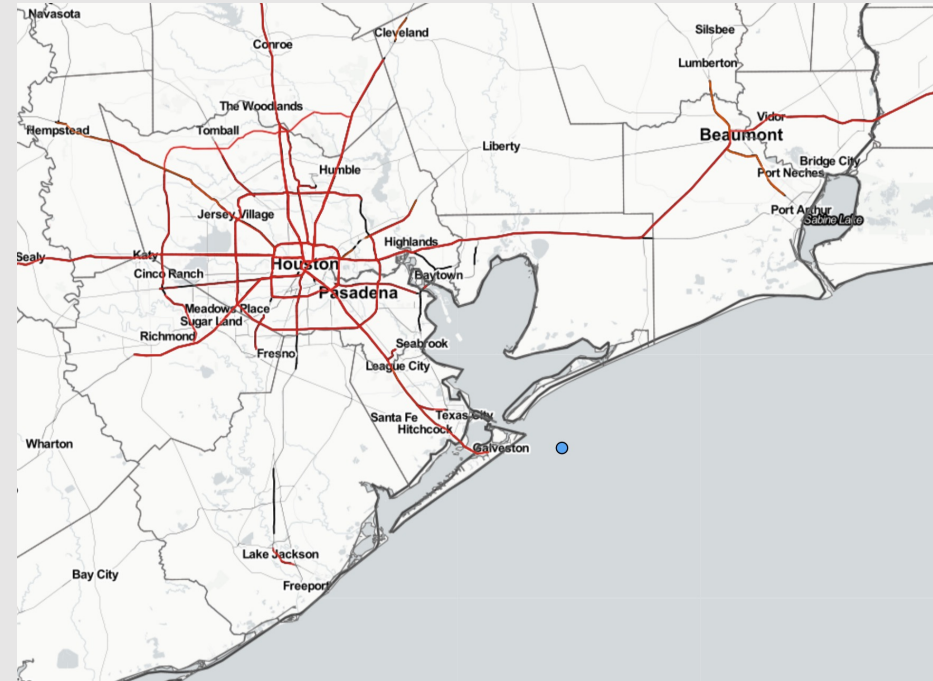 Navasota
Cleveland
Conroe
Silsbee
Lumberton
The Woodlands
Hempstead
Tomball
Vidor
Beaumont
Liberty
Bridge City
Humble
Port Neches
Port Arthur
Sabine Lake
Jersey Village
Highlands
Katy
Sealy
Houston
Cinco Ranch
Baytown
Pasadena
Meadows Place
Sugar Land
Richmond
Seabrook
Fresno
League City
Santa Fe
Texas City
Hitchcock
Wharton
Galveston
Lake Jackson
Bay City
Freeport